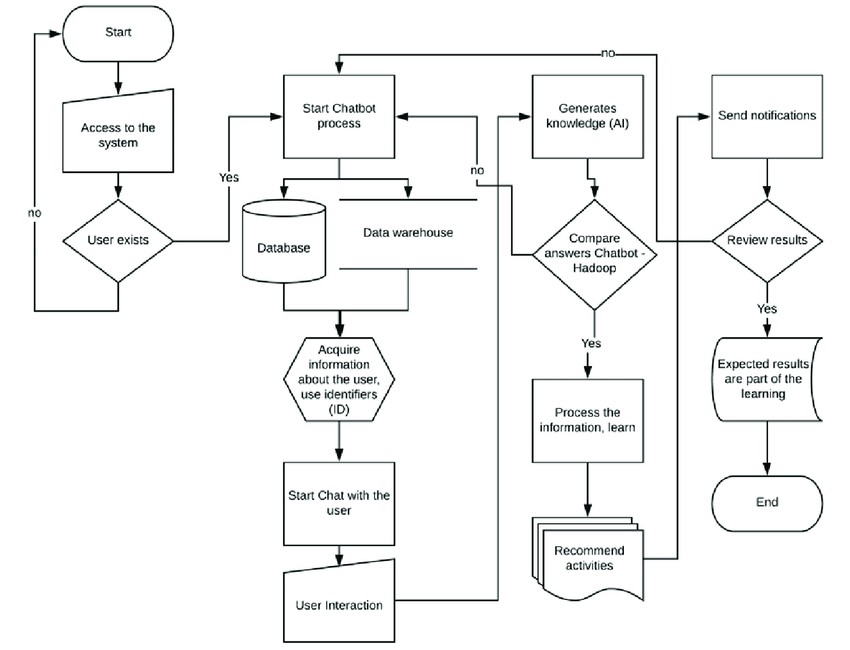 Start
Access to the
system
User exists
no
Yes
Start Chatbot
process
Database
Data warehouse
Acquire
information
about the user,
use identifiers
(ID)
Start Chat with the
user
User Interaction
Generates
knowledge (AI)
no
Compare
answers Chatbot -
Hadoop
Yes
Process the
information, learn
Recommend
activities
Send notifications
no
Review results
Yes
Expected results
are part of the
learning
End